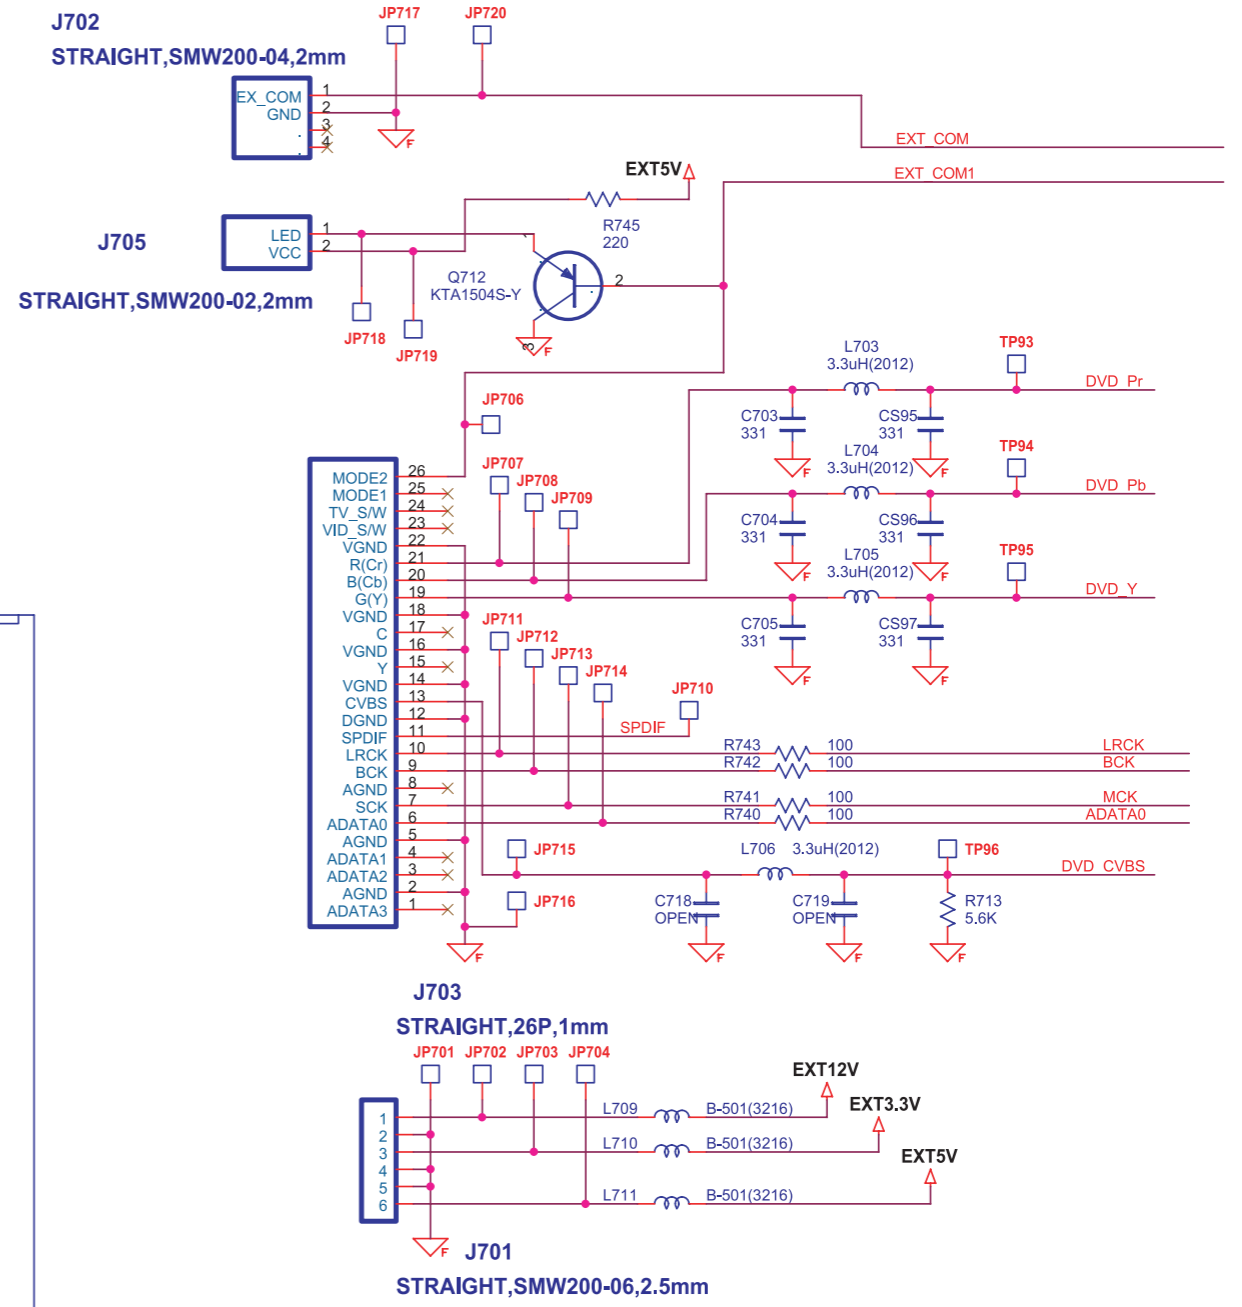 J702
STRAIGHT,SMW200-04,2mm
JP717
JP720
EX_COM 1
GND 2
. 3
. 4
F
EXT_COM
EXT_COM1
EXT5V
R745
220
J705
LED 1
VCC 2
STRAIGHT,SMW200-02,2mm
JP718
JP719
Q712
KTA1504S-Y
1
2
3
F
JP706
JP707
JP708
JP709
L703
3.3uH(2012)
TP93
DVD_Pr
C703
331
CS95
331
F
F
L704
3.3uH(2012)
TP94
DVD_Pb
C704
331
CS96
331
F
F
L705
3.3uH(2012)
TP95
DVD_Y
C705
331
CS97
331
F
F
MODE2 26
MODE1 25
TV_S/W 24
VID_S/W 23
VGND 22
R(Cr) 21
B(Cb) 20
G(Y) 19
VGND 18
C 17
VGND 16
Y 15
VGND 14
CVBS 13
DGND 12
SPDIF 11
LRCK 10
BCK 9
AGND 8
SCK 7
ADATA0 6
AGND 5
ADATA1 4
ADATA2 3
AGND 2
ADATA3 1
JP711
JP712
JP713
JP714
JP710
SPDIF
R743 100 LRCK
R742 100 BCK
R741 100 MCK
R740 100 ADATA0
JP715
JP716
F
L706 3.3uH(2012)
TP96
DVD_CVBS
C718
OPEN
C719
OPEN
R713
5.6K
F
F
F
J703
STRAIGHT,26P,1mm
JP701
JP702
JP703
JP704
EXT12V
EXT3.3V
EXT5V
1
2
3
4
5
6
L709 B-501(3216)
L710 B-501(3216)
L711 B-501(3216)
F
J701
STRAIGHT,SMW200-06,2.5mm